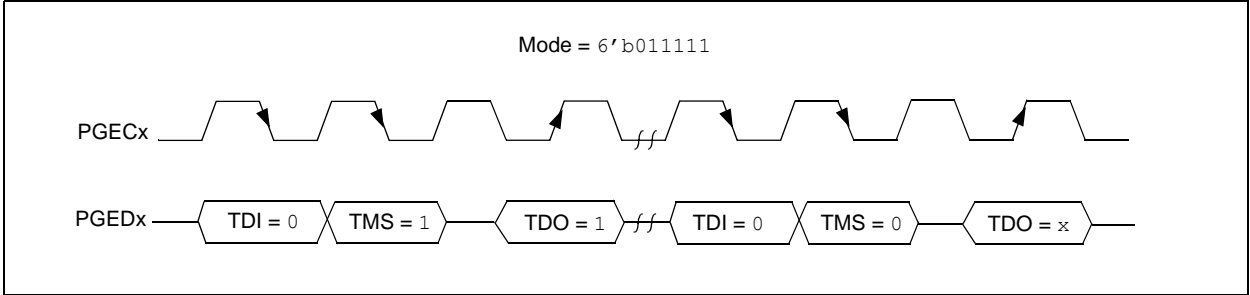 Mode = 6’b011111
PGECx
PGEDx
TDI = 0
TMS = 1
TDO = 1
TDI = 0
TMS = 0
TDO = x